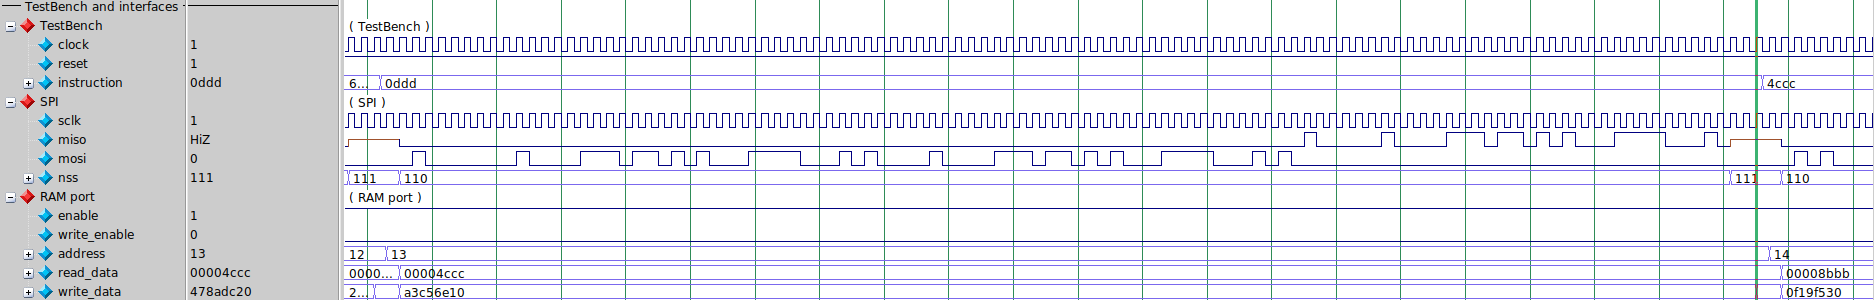 TestBench and interfaces
TestBench ( TestBench )
clock 1
reset 1
instruction 0ddd 6... 0ddd 4ccc
SPI ( SPI )
sclk 1
miso HiZ
mosi 0
nss 111 111 110 111 110
RAM port ( RAM port )
enable 1
write_enable 0
address 13 12 13 14
read_data 00004ccc 0000... 00004ccc 00008bbb
write_data 478adc20 2... a3c56e10 0f19f530